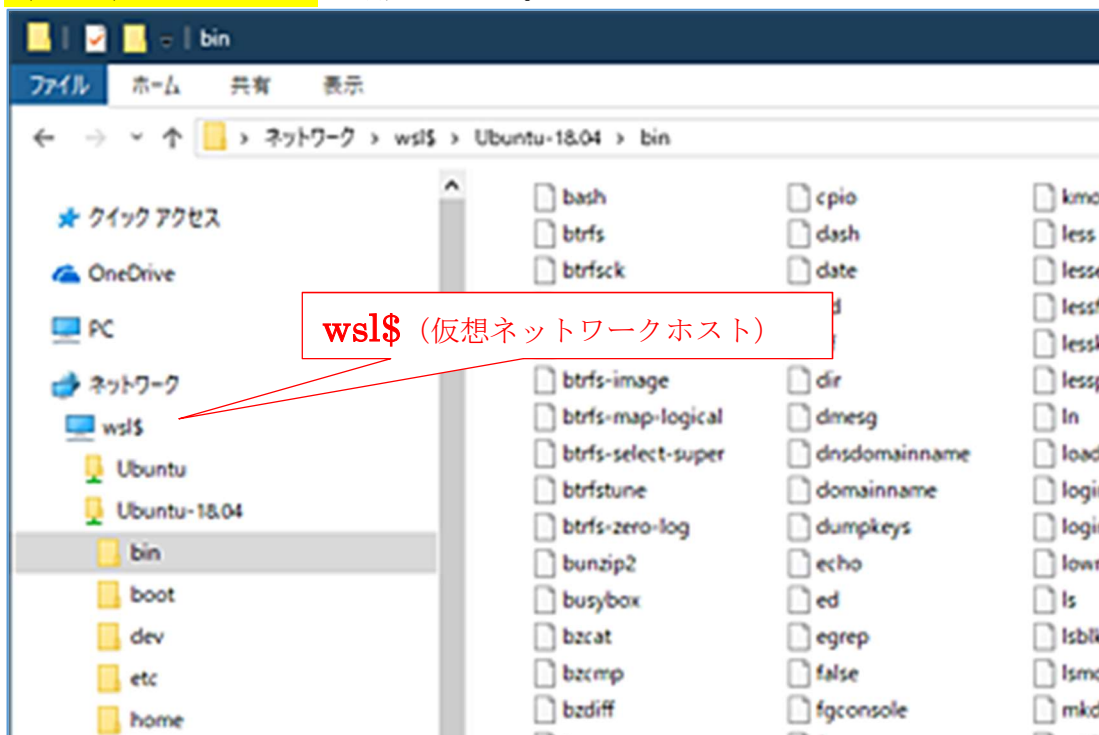 bin
ファイル ホーム 共有 表示
ネットワーク › wsl$ › Ubuntu-18.04 › bin
クイック アクセス
OneDrive
PC
ネットワーク
wsl$
Ubuntu
Ubuntu-18.04
bin
boot
dev
etc
home
wsl$（仮想ネットワークホスト）
bash
btrfs
btrfsck
btrfs-image
btrfs-map-logical
btrfs-select-super
btrfstune
btrfs-zero-log
bunzip2
busybox
bzcat
bzcmp
bzdiff
cpio
dash
date
dir
dmesg
dnsdomainname
domainname
dumpkeys
echo
ed
egrep
false
fgconsole
less
ln
ls